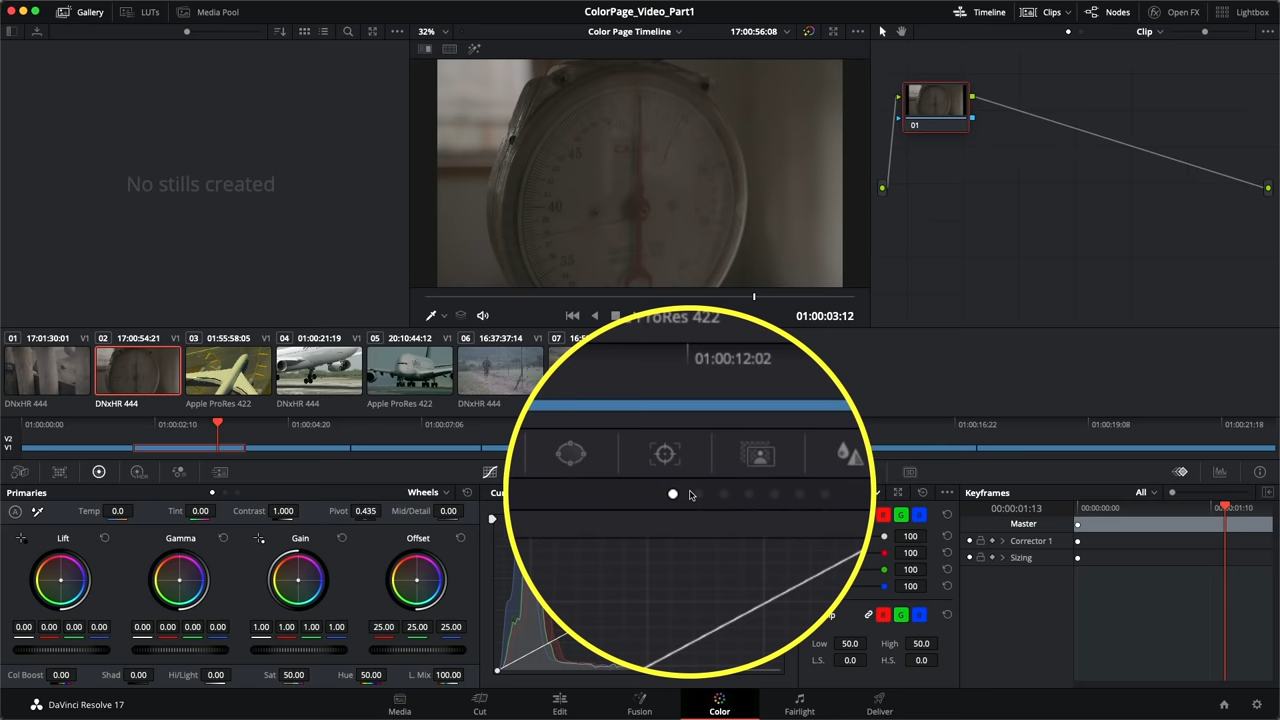 Gallery LUTs Media Pool ColorPage_Video_Part1 Timeline Clips Nodes Open FX Lightbox
32% Color Page Timeline 17:00:56:08 Clip
No stills created
01
01:00:03:12
ProRes 422
01:00:12:02
01 17:01:30:01 V1 02 17:00:54:21 V1 03 01:55:58:05 V1 04 01:00:21:19 V1 05 20:10:44:12 V1 06 16:37:37:14 V1 07
DNxHR 444 DNxHR 444 Apple ProRes 422 DNxHR 444 Apple ProRes 422 DNxHR 444
01:00:00:00 01:00:02:10 01:00:04:20 01:00:07:06 01:00:16:22 01:00:19:08 01:00:21:18
V2
V1
Primaries Wheels Keyframes All
Temp 0.0 Tint 0.00 Contrast 1.000 Pivot 0.435 Mid/Detail 0.00
00:00:01:13 00:00:00:00
Master
Corrector 1
Sizing
R G B
100
100
100
100
Lift Gamma Gain Offset
0.00 0.00 0.00 0.00 0.00 0.00 0.00 0.00 1.00 1.00 1.00 1.00 25.00 25.00 25.00
R G B
Low 50.0 High 50.0
L.S. 0.0 H.S. 0.0
Col Boost 0.00 Shad 0.00 Hi/Light 0.00 Sat 50.00 Hue 50.00 L. Mix 100.00
DaVinci Resolve 17 Media Cut Edit Fusion Color Fairlight Deliver